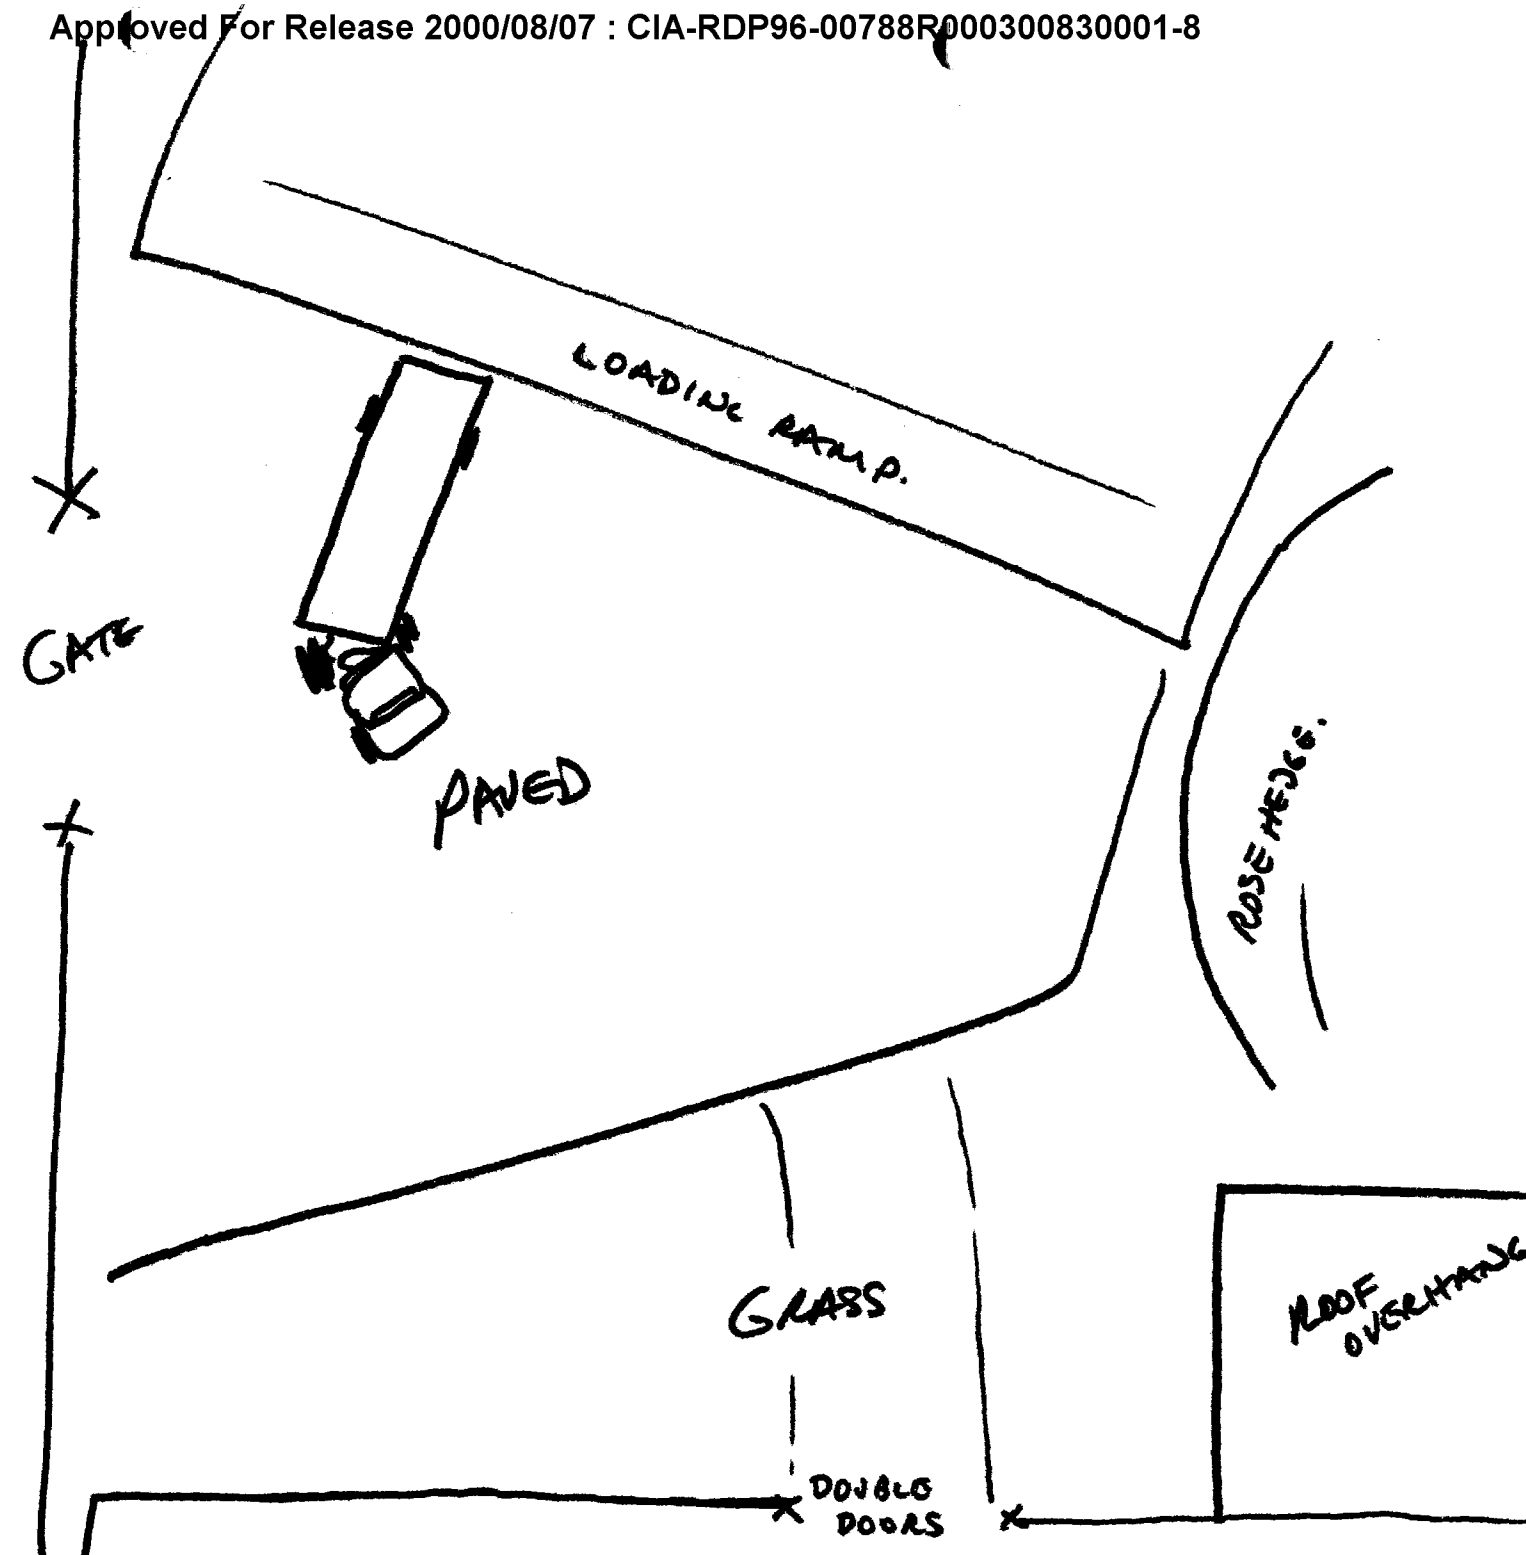 Approved For Release 2000/08/07 : CIA-RDP96-00788R000300830001-8
LOADING RAMP.
GATE
PAVED
ROSE HEDGE.
GRASS
ROOF
OVERHANG
DOUBLE
DOORS